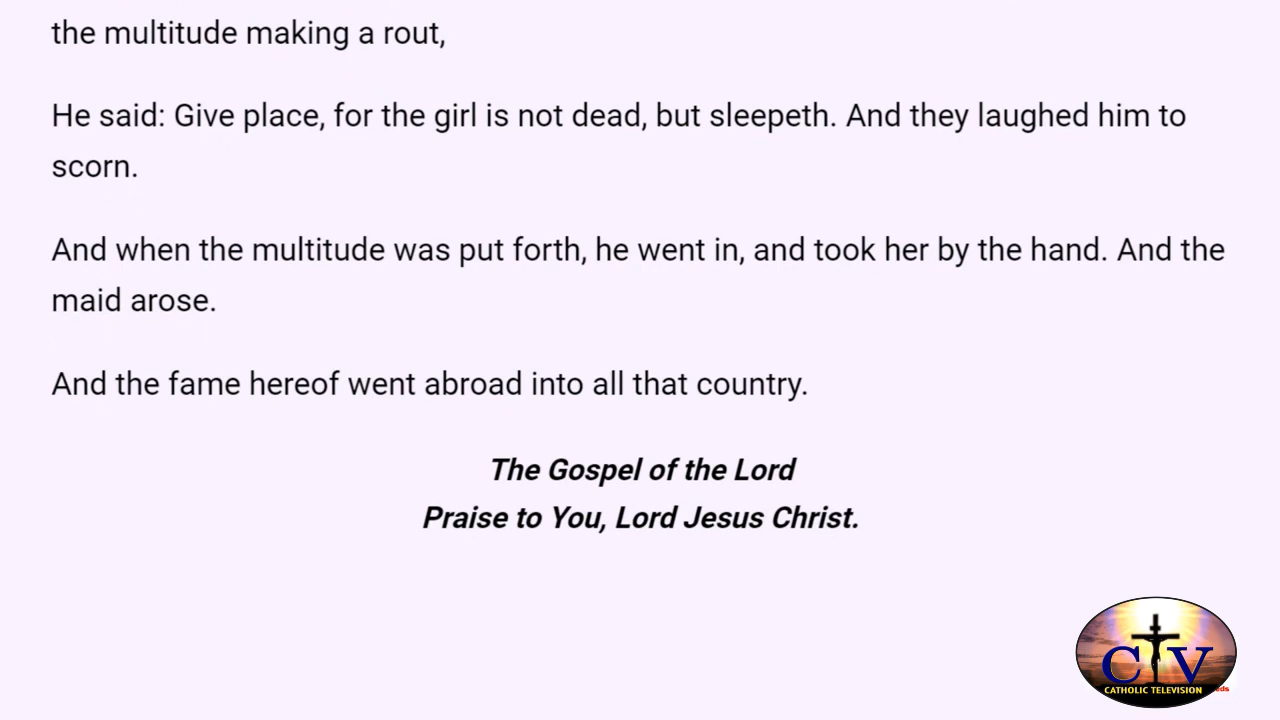 the multitude making a rout,
He said: Give place, for the girl is not dead, but sleepeth. And they laughed him to
scorn.
And when the multitude was put forth, he went in, and took her by the hand. And the
maid arose.
And the fame hereof went abroad into all that country.
The Gospel of the Lord
Praise to You, Lord Jesus Christ.
CTV
CATHOLIC TELEVISION
eds